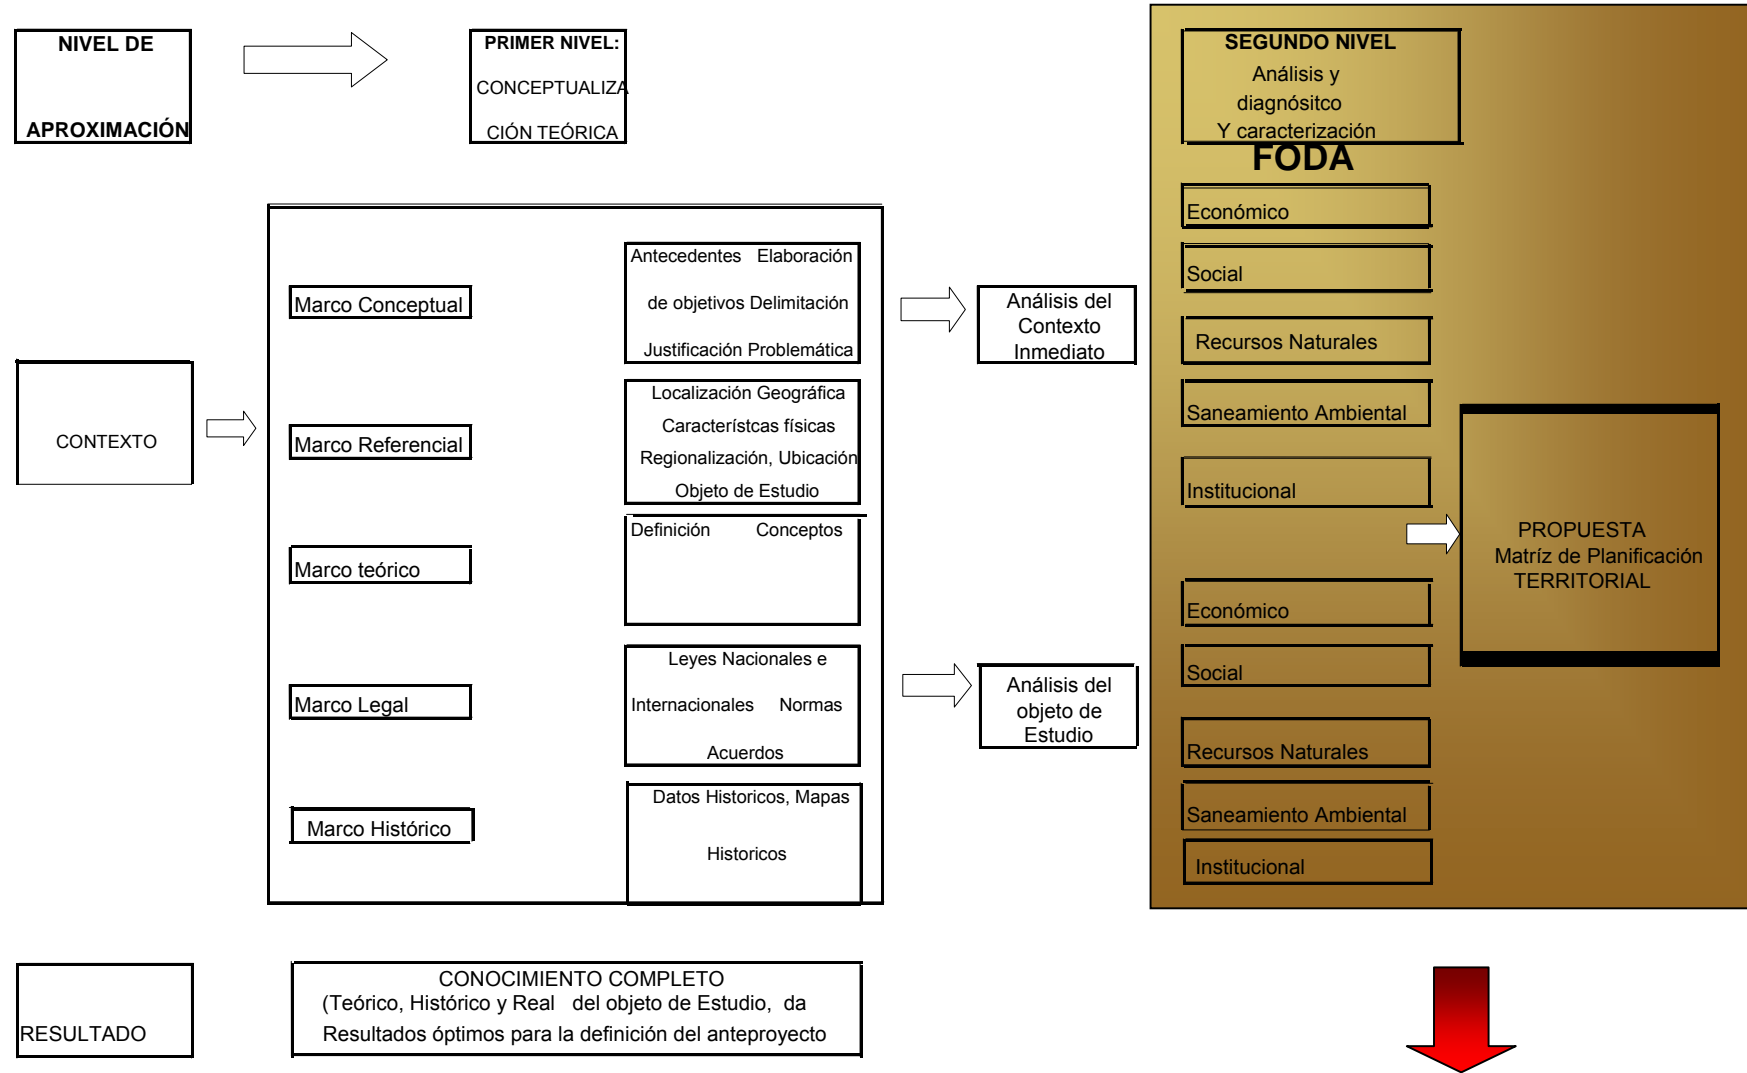 NIVEL DE
APROXIMACIÓN
PRIMER NIVEL:
CONCEPTUALIZA
CIÓN TEÓRICA
SEGUNDO NIVEL
Análisis y
diagnósitco
Y caracterización
FODA
CONTEXTO
Marco Conceptual
Antecedentes Elaboración
de objetivos Delimitación
Justificación Problemática
Marco Referencial
Localización Geográfica
Característcas físicas
Regionalización, Ubicación
Objeto de Estudio
Marco teórico
Definición Conceptos
Marco Legal
Leyes Nacionales e
Internacionales Normas
Acuerdos
Marco Histórico
Datos Historicos, Mapas
Historicos
Análisis del
Contexto
Inmediato
Análisis del
objeto de
Estudio
Económico
Social
Recursos Naturales
Saneamiento Ambiental
Institucional
Económico
Social
Recursos Naturales
Saneamiento Ambiental
Institucional
PROPUESTA
Matríz de Planificación
TERRITORIAL
RESULTADO
CONOCIMIENTO COMPLETO
(Teórico, Histórico y Real del objeto de Estudio, da
Resultados óptimos para la definición del anteproyecto